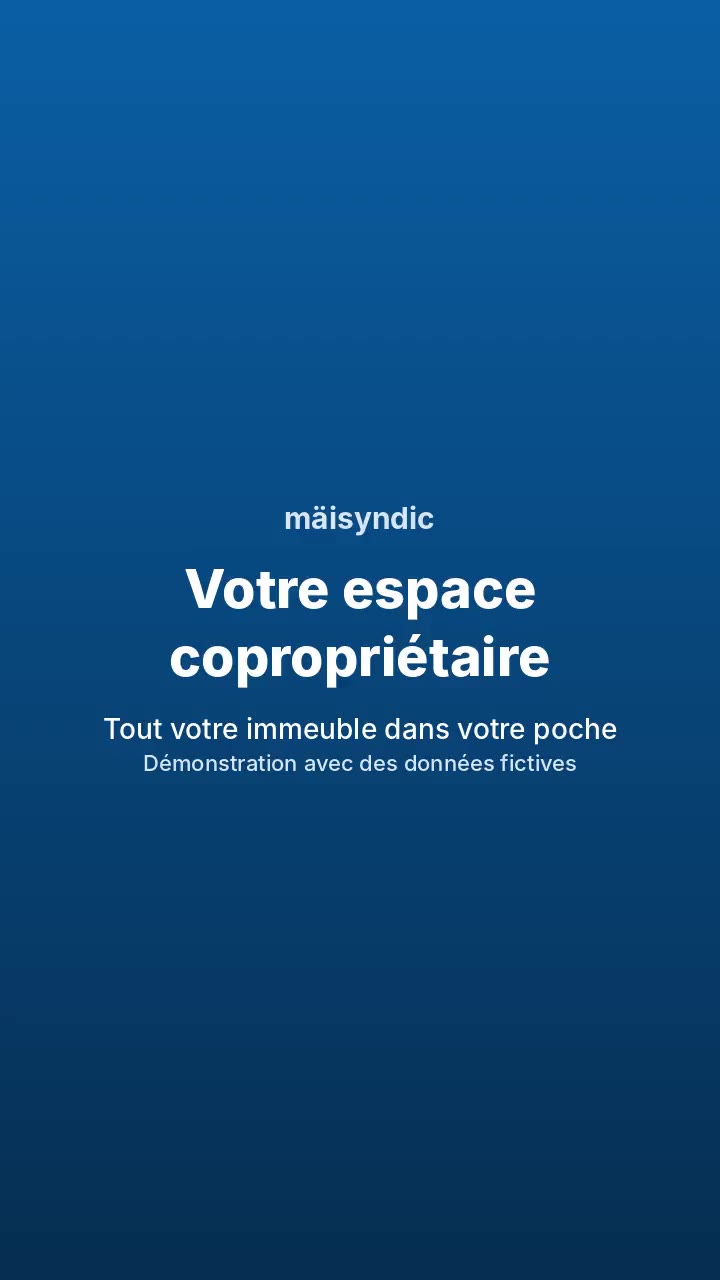 mäisyndic
Votre espace
copropriétaire
Tout votre immeuble dans votre poche
Démonstration avec des données fictives